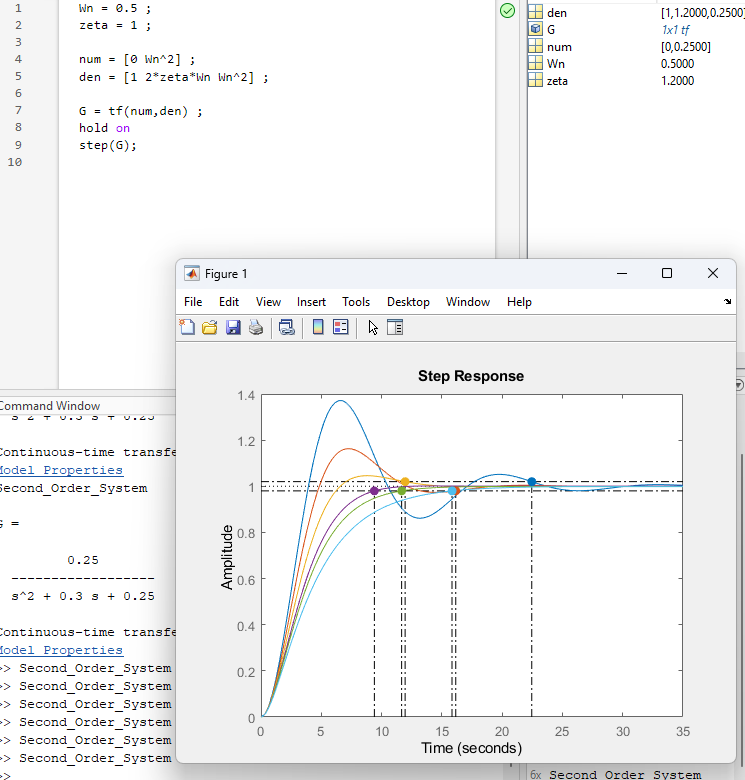 1 Wn = 0.5 ;
2 zeta = 1 ;
3
4 num = [0 Wn^2] ;
5 den = [1 2*zeta*Wn Wn^2] ;
6
7 G = tf(num,den) ;
8 hold on
9 step(G);
10
den [1,1.2000,0.2500]
G 1x1 tf
num [0,0.2500]
Wn 0.5000
zeta 1.2000
Figure 1
File Edit View Insert Tools Desktop Window Help
Step Response
Amplitude
1.4
1.2
1
0.8
0.6
0.4
0.2
0
0 5 10 15 20 25 30 35
Time (seconds)
Command Window
s^2 + 0.3 s + 0.25
Continuous-time transfe
Model Properties
Second_Order_System
G =
0.25
-------------------
s^2 + 0.3 s + 0.25
Continuous-time transfe
Model Properties
>> Second_Order_System
>> Second_Order_System
>> Second_Order_System
>> Second_Order_System
>> Second_Order_System
>> Second_Order_System
>>
6x Second_Order_System